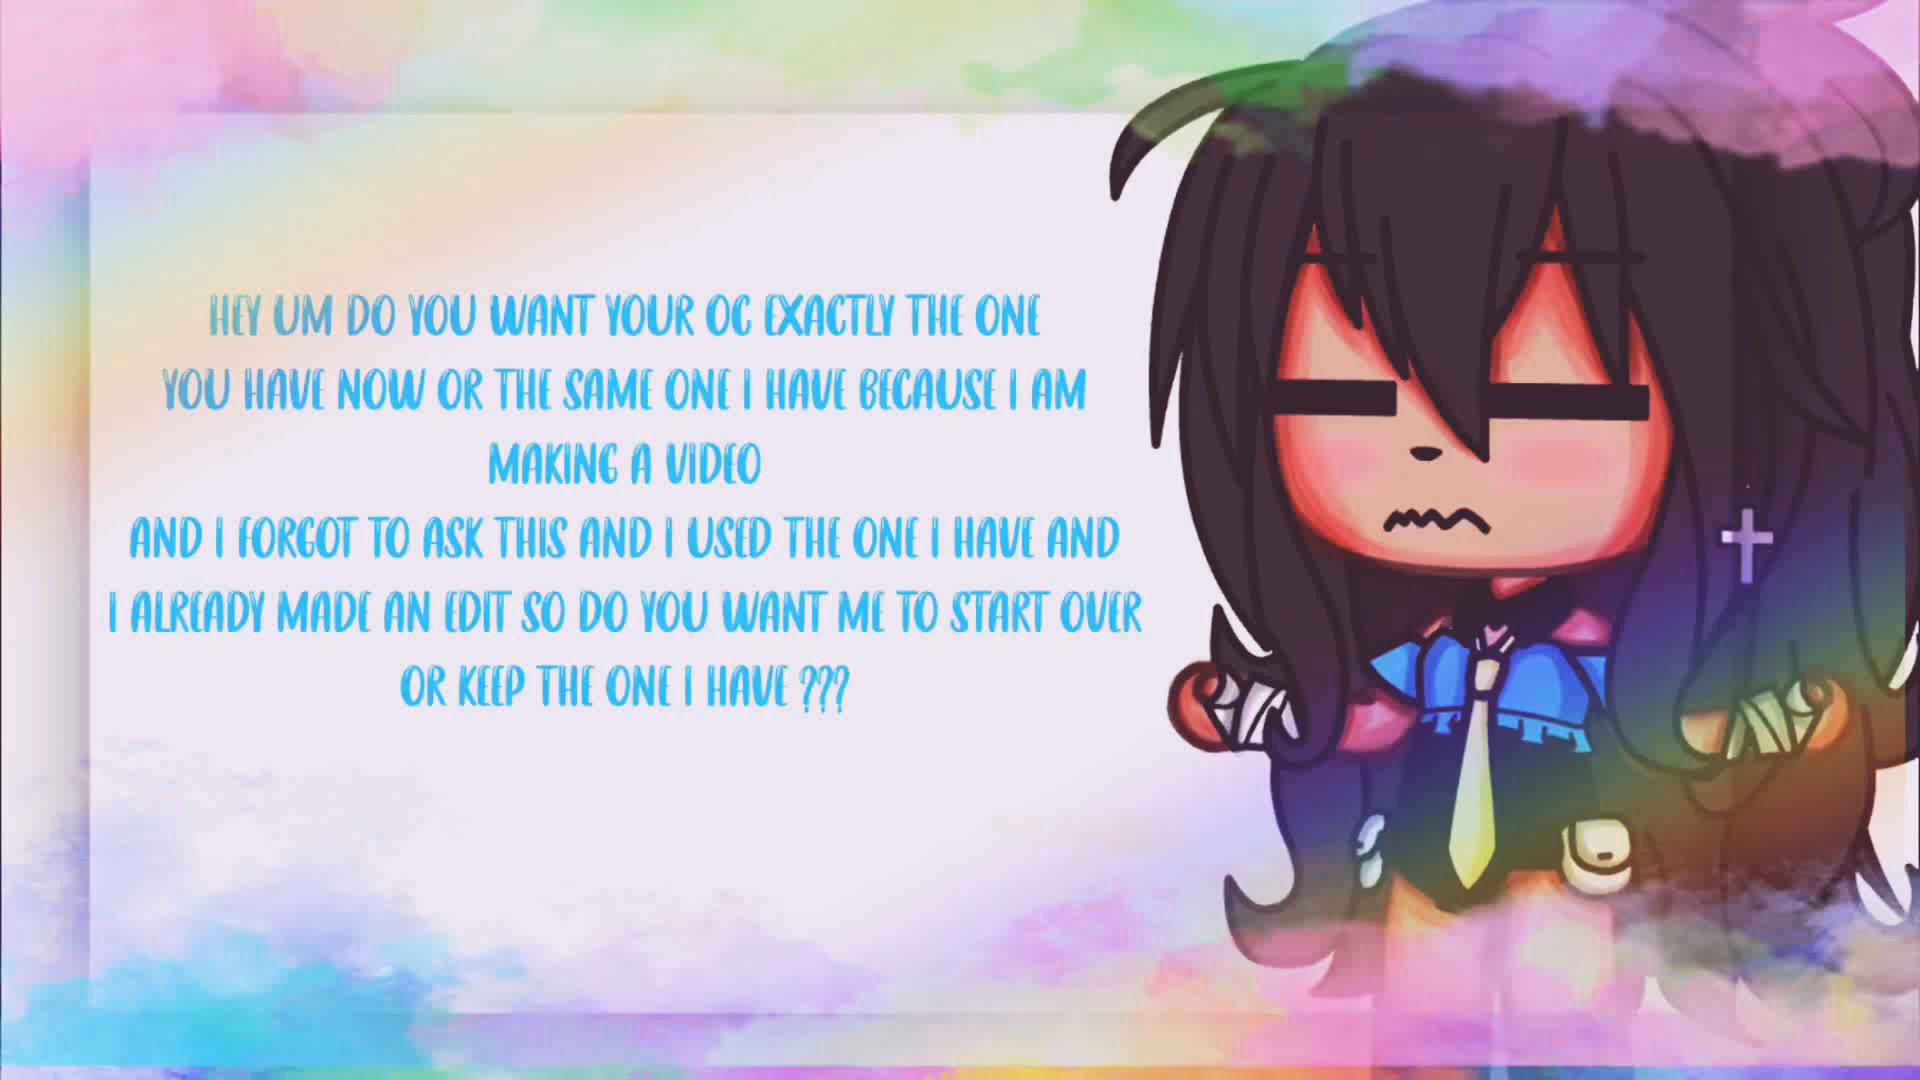 HEY UM DO YOU WANT YOUR OC EXACTLY THE ONE
YOU HAVE NOW OR THE SAME ONE I HAVE BECAUSE I AM
MAKING A VIDEO
AND I FORGOT TO ASK THIS AND I USED THE ONE I HAVE AND
I ALREADY MADE AN EDIT SO DO YOU WANT ME TO START OVER
OR KEEP THE ONE I HAVE ???